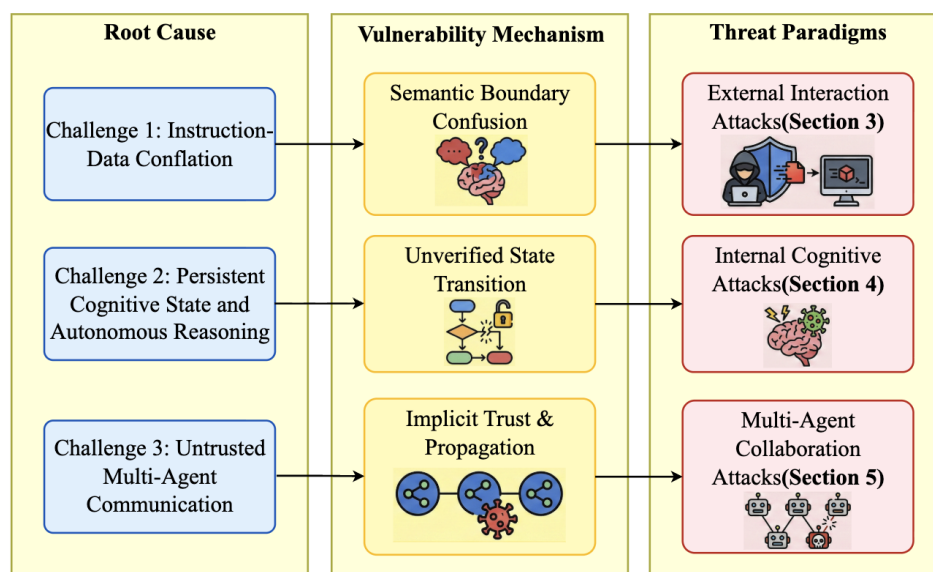 Root Cause
Challenge 1: Instruction-
Data Conflation
Challenge 2: Persistent
Cognitive State and
Autonomous Reasoning
Challenge 3: Untrusted
Multi-Agent
Communication
Vulnerability Mechanism
Semantic Boundary
Confusion
?
Unverified State
Transition
Implicit Trust &
Propagation
Threat Paradigms
External Interaction
Attacks(Section 3)
Internal Cognitive
Attacks(Section 4)
Multi-Agent
Collaboration
Attacks(Section 5)